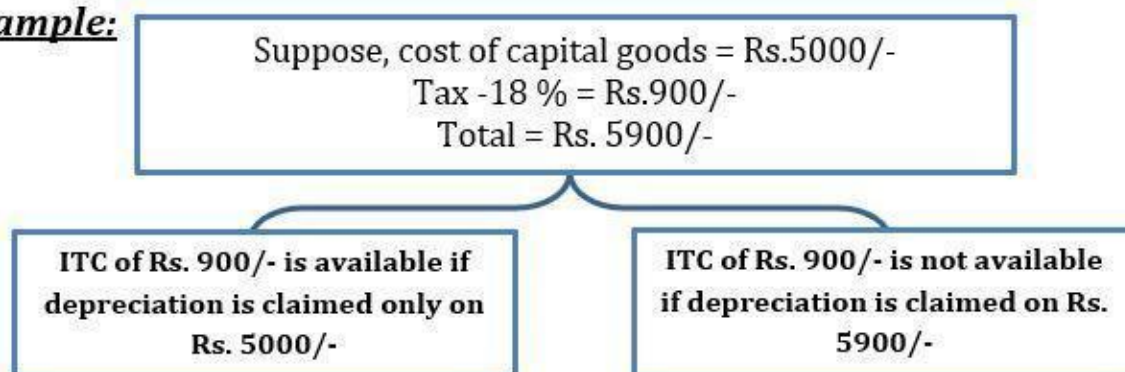 ample:
Suppose, cost of capital goods = Rs.5000/-
Tax -18 % = Rs.900/-
Total = Rs. 5900/-
ITC of Rs. 900/- is available if
depreciation is claimed only on
Rs. 5000/-
ITC of Rs. 900/- is not available
if depreciation is claimed on Rs.
5900/-